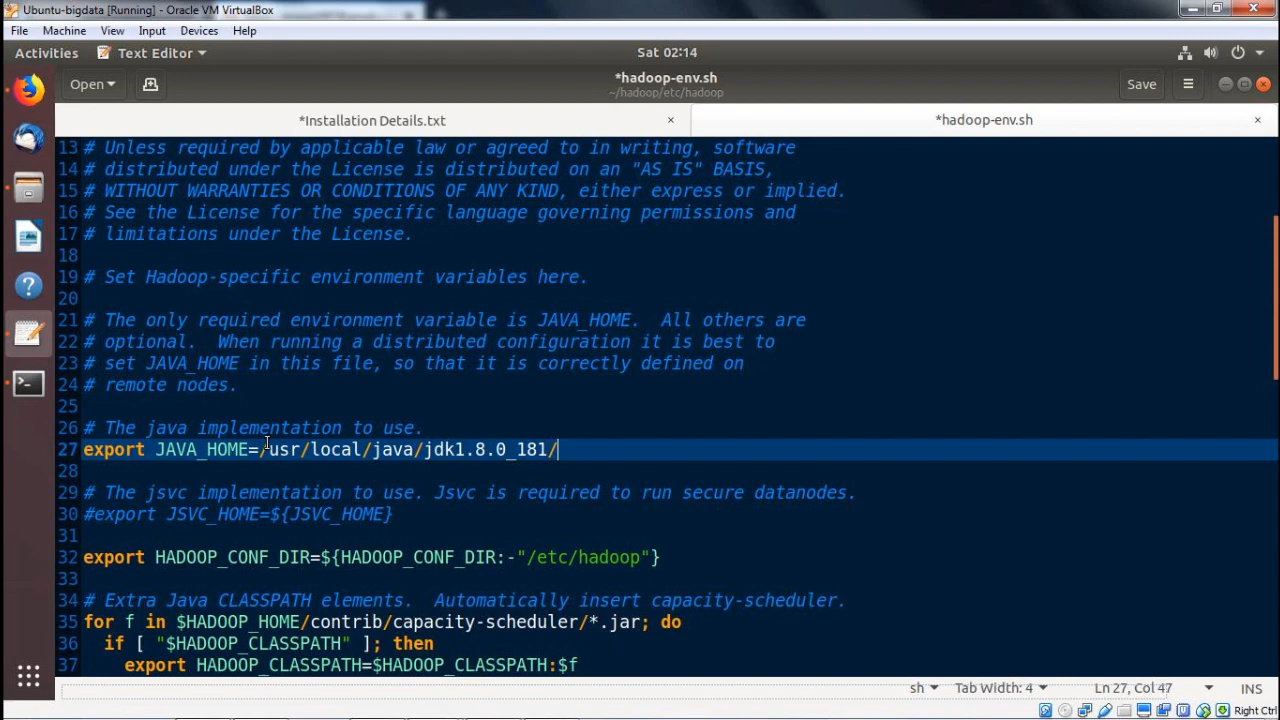 Ubuntu-bigdata [Running] - Oracle VM VirtualBox
File Machine View Input Devices Help
Activities Text Editor Sat 02:14
Open *hadoop-env.sh Save
~/hadoop/etc/hadoop
*Installation Details.txt × *hadoop-env.sh ×
13 # Unless required by applicable law or agreed to in writing, software
14 # distributed under the License is distributed on an "AS IS" BASIS,
15 # WITHOUT WARRANTIES OR CONDITIONS OF ANY KIND, either express or implied.
16 # See the License for the specific language governing permissions and
17 # limitations under the License.
18
19 # Set Hadoop-specific environment variables here.
20
21 # The only required environment variable is JAVA_HOME.  All others are
22 # optional.  When running a distributed configuration it is best to
23 # set JAVA_HOME in this file, so that it is correctly defined on
24 # remote nodes.
25
26 # The java implementation to use.
27 export JAVA_HOME=/usr/local/java/jdk1.8.0_181/
28
29 # The jsvc implementation to use. Jsvc is required to run secure datanodes.
30 #export JSVC_HOME=${JSVC_HOME}
31
32 export HADOOP_CONF_DIR=${HADOOP_CONF_DIR:-"/etc/hadoop"}
33
34 # Extra Java CLASSPATH elements.  Automatically insert capacity-scheduler.
35 for f in $HADOOP_HOME/contrib/capacity-scheduler/*.jar; do
36   if [ "$HADOOP_CLASSPATH" ]; then
37     export HADOOP_CLASSPATH=$HADOOP_CLASSPATH:$f
sh Tab Width: 4 Ln 27, Col 47 INS
Right Ctrl